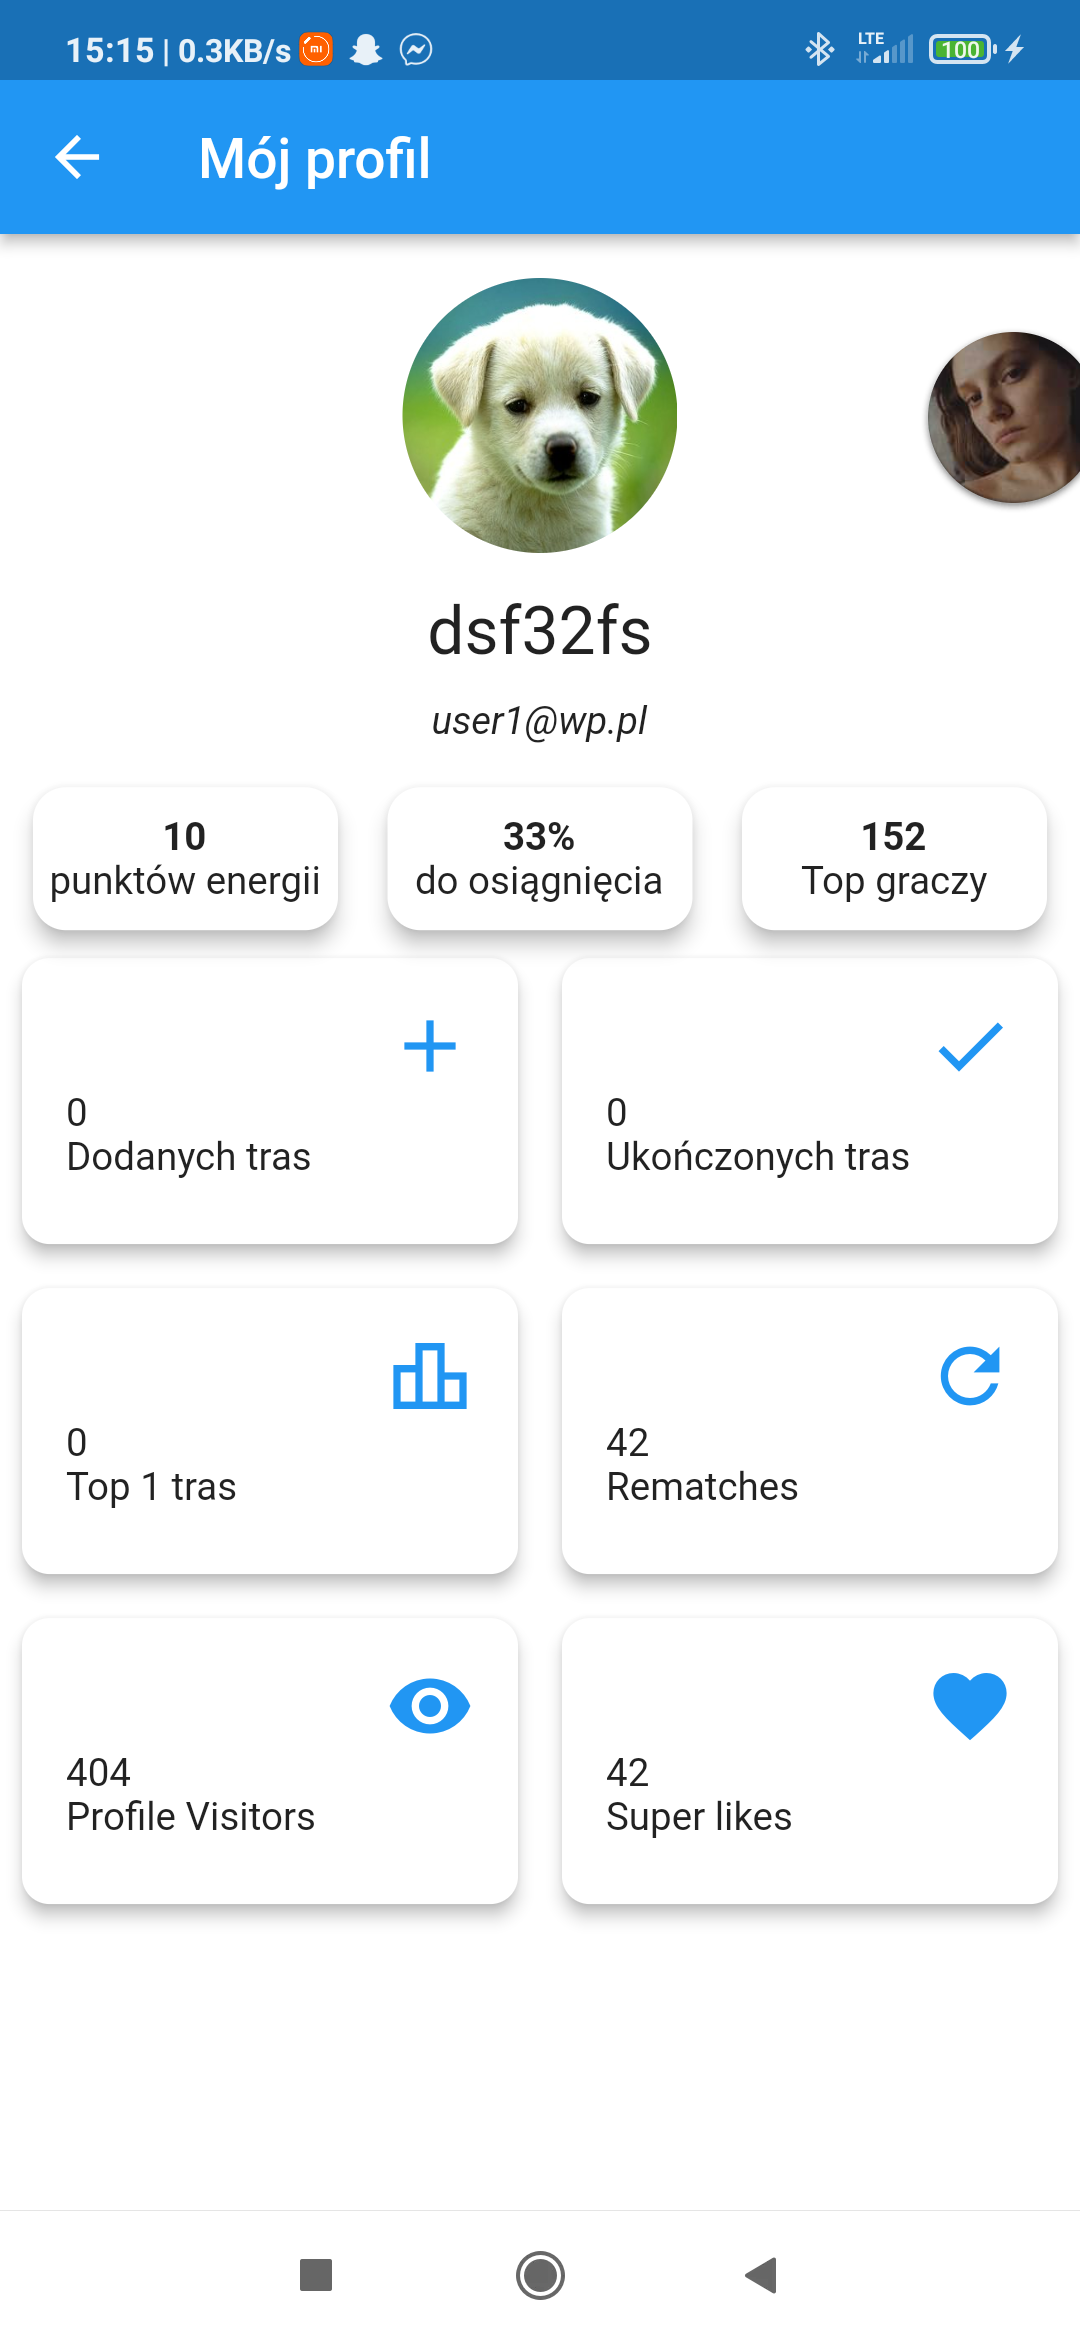 15:15 | 0.3KB/s
LTE
100
Mój profil
dsf32fs
user1@wp.pl
10
punktów energii
33%
do osiągnięcia
152
Top graczy
0
Dodanych tras
0
Ukończonych tras
0
Top 1 tras
42
Rematches
404
Profile Visitors
42
Super likes